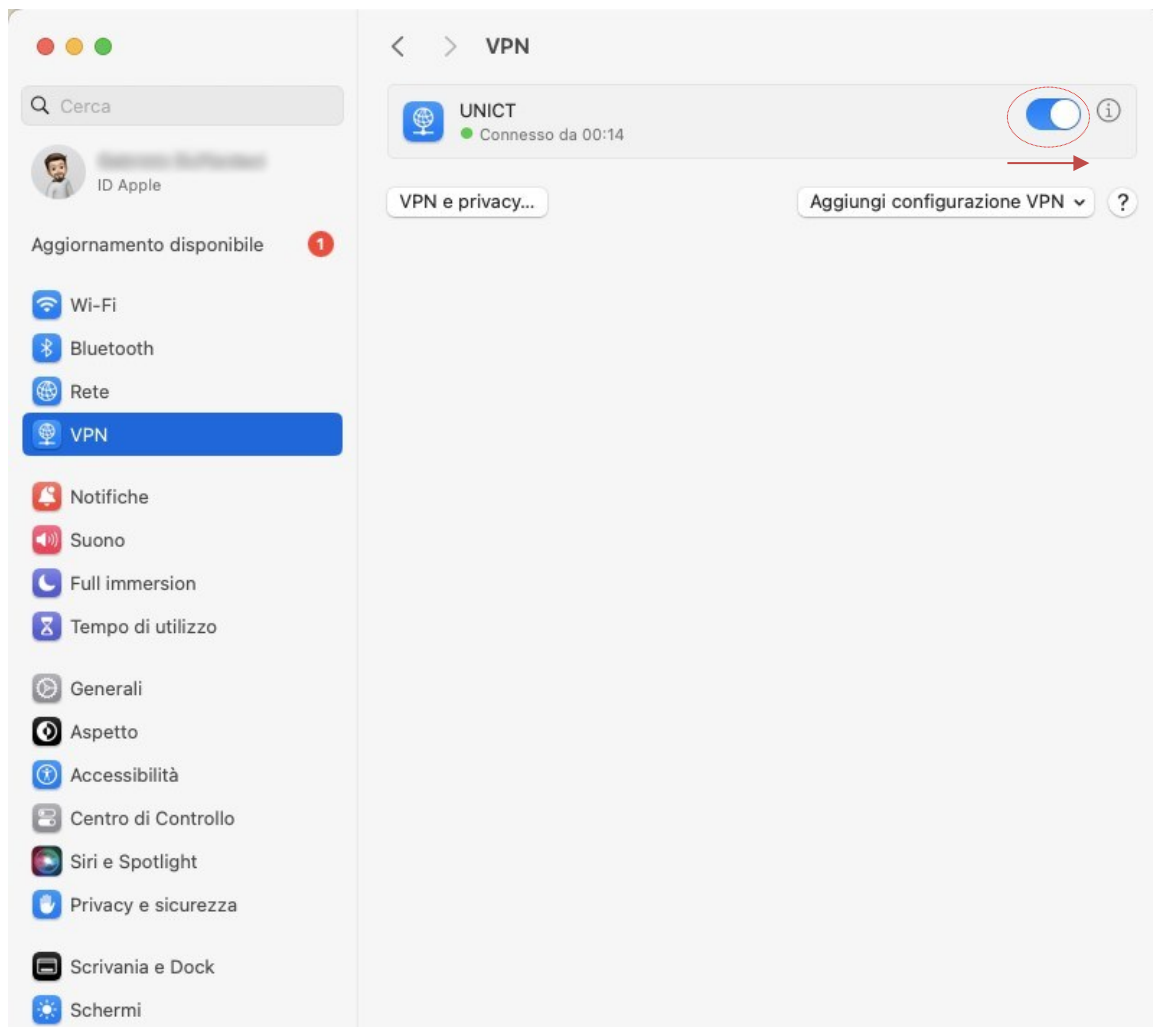 VPN
Cerca
UNICT
Connesso da 00:14
ID Apple
VPN e privacy...
Aggiungi configurazione VPN
?
Aggiornamento disponibile
1
Wi-Fi
Bluetooth
Rete
VPN
Notifiche
Suono
Full immersion
Tempo di utilizzo
Generali
Aspetto
Accessibilità
Centro di Controllo
Siri e Spotlight
Privacy e sicurezza
Scrivania e Dock
Schermi